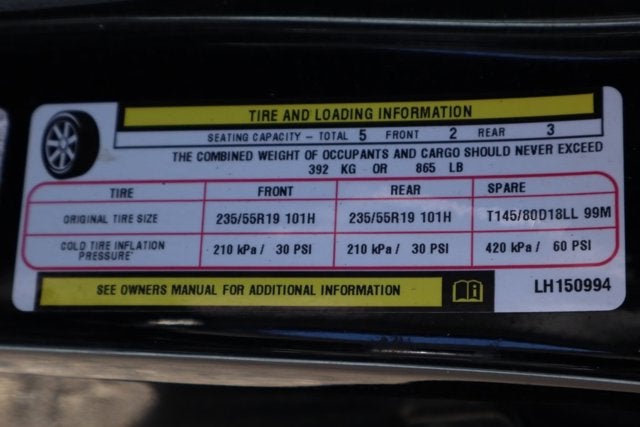 TIRE AND LOADING INFORMATION
SEATING CAPACITY – TOTAL 5 FRONT 2 REAR 3
THE COMBINED WEIGHT OF OCCUPANTS AND CARGO SHOULD NEVER EXCEED
392 KG OR 865 LB
TIRE FRONT REAR SPARE
ORIGINAL TIRE SIZE 235/55R19 101H 235/55R19 101H T145/80D18LL 99M
COLD TIRE INFLATION
PRESSURE 210 kPa / 30 PSI 210 kPa / 30 PSI 420 kPa / 60 PSI
SEE OWNERS MANUAL FOR ADDITIONAL INFORMATION
LH150994